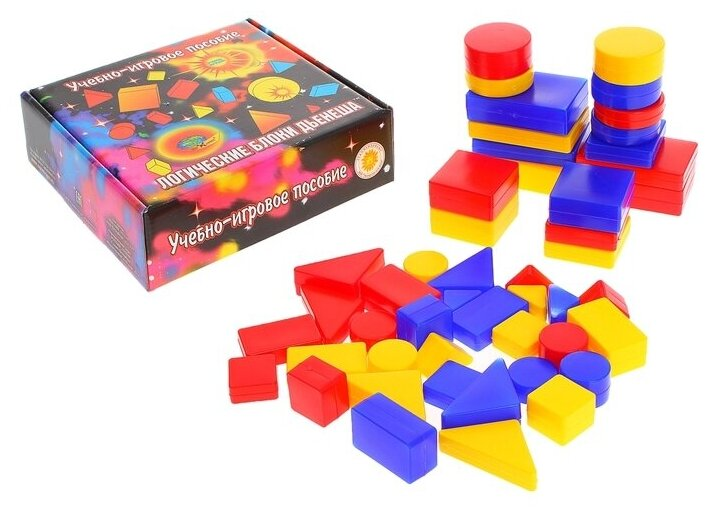 Учебно-игровое пособие
ЛОГИЧЕСКИЕ БЛОКИ ДЬЕНЕША
Учебно-игровое пособие